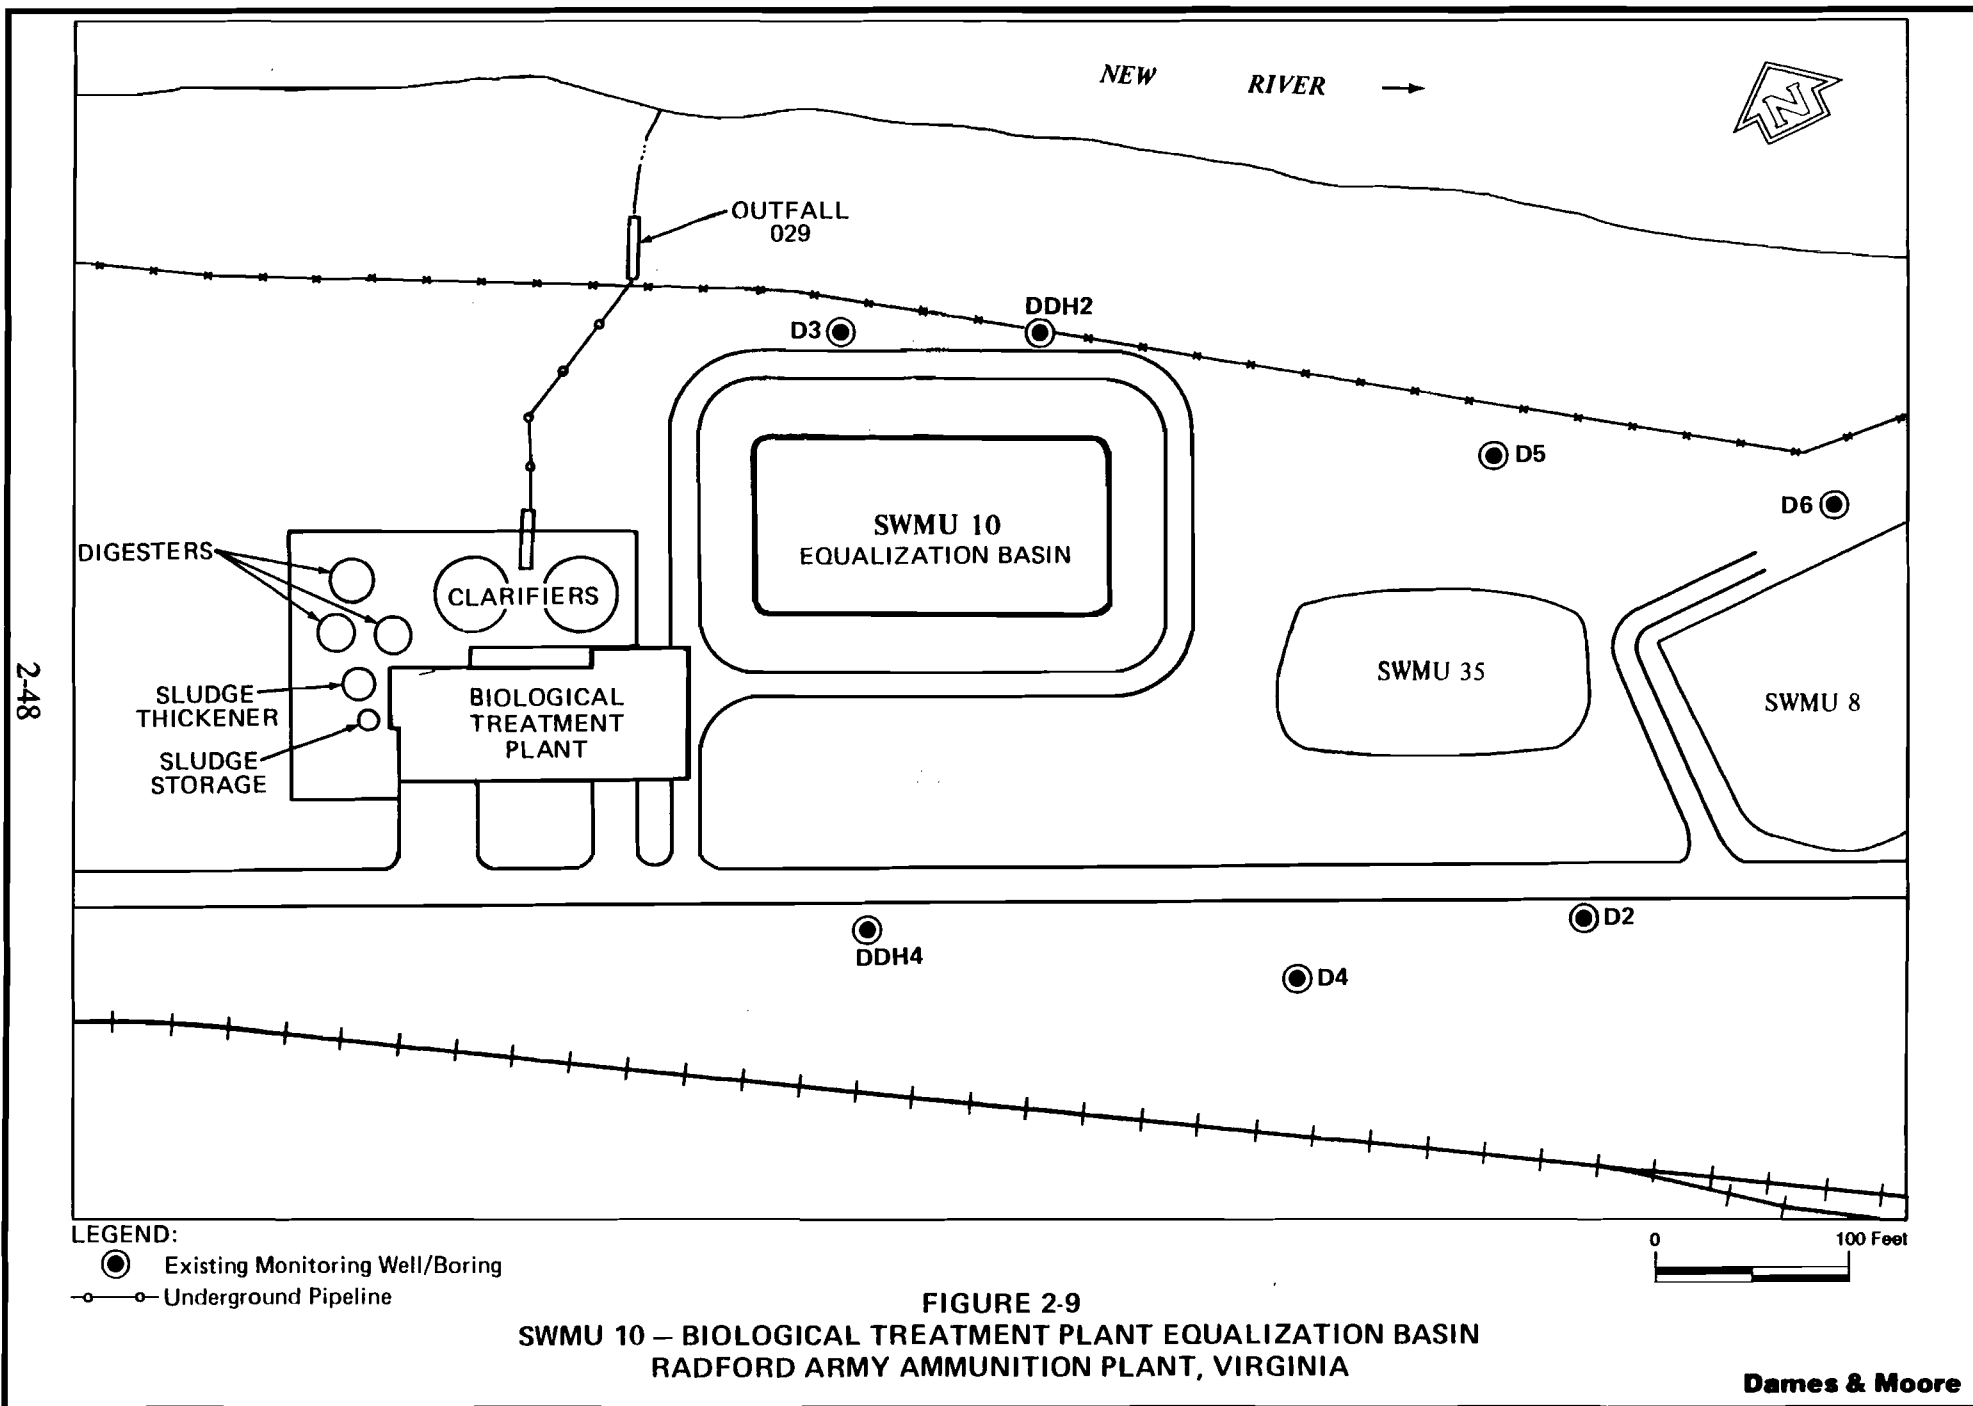 NEW RIVER
N
OUTFALL
029
DDH2
D3
D5
D6
SWMU 10
EQUALIZATION BASIN
DIGESTERS
CLARIFIERS
SWMU 35
SWMU 8
SLUDGE
THICKENER
BIOLOGICAL
TREATMENT
PLANT
SLUDGE
STORAGE
2-48
D2
DDH4
D4
LEGEND:
Existing Monitoring Well/Boring
Underground Pipeline
0 100 Feet
FIGURE 2-9
SWMU 10 – BIOLOGICAL TREATMENT PLANT EQUALIZATION BASIN
RADFORD ARMY AMMUNITION PLANT, VIRGINIA
Dames & Moore